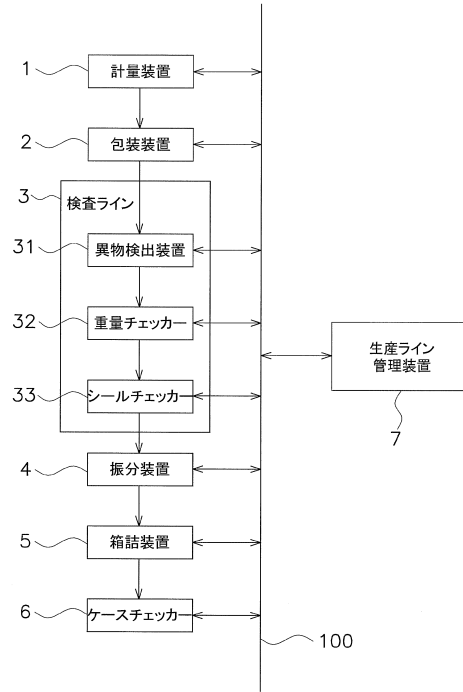 1
計量装置
2
包装装置
3
検査ライン
31
異物検出装置
32
重量チェッカー
33
シールチェッカー
生産ライン
管理装置
7
4
振分装置
5
箱詰装置
6
ケースチェッカー
100